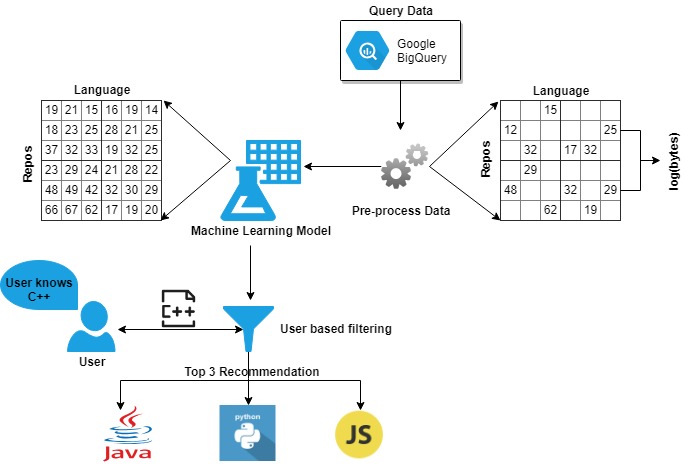 Query Data
Google
BigQuery
Language
19 21 15 16 19 14
18 23 25 28 21 25
37 32 33 19 32 25
23 29 24 21 28 22
48 49 42 32 30 29
66 67 62 17 19 20
Repos
Machine Learning Model
Pre-process Data
Language
15
12 25
32 17 32
29
48 32 29
62 19
Repos
log(bytes)
User knows
C++
C++
User
User based filtering
Top 3 Recommendation
Java
python
JS